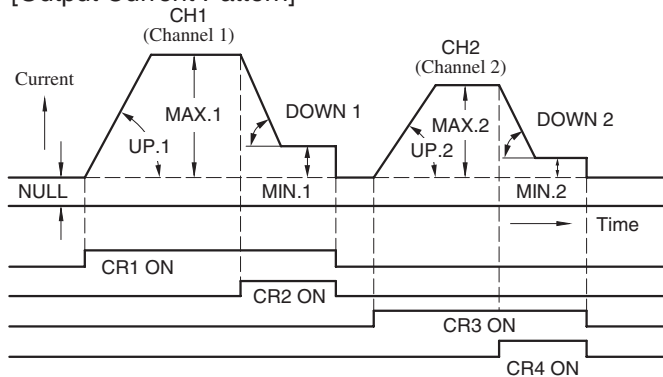 [Output Current Pattern]
CH1
(Channel 1)
CH2
(Channel 2)
Current
MAX.1
DOWN 1
UP.1
MAX.2
DOWN 2
UP.2
NULL
MIN.1
MIN.2
Time
CR1 ON
CR2 ON
CR3 ON
CR4 ON